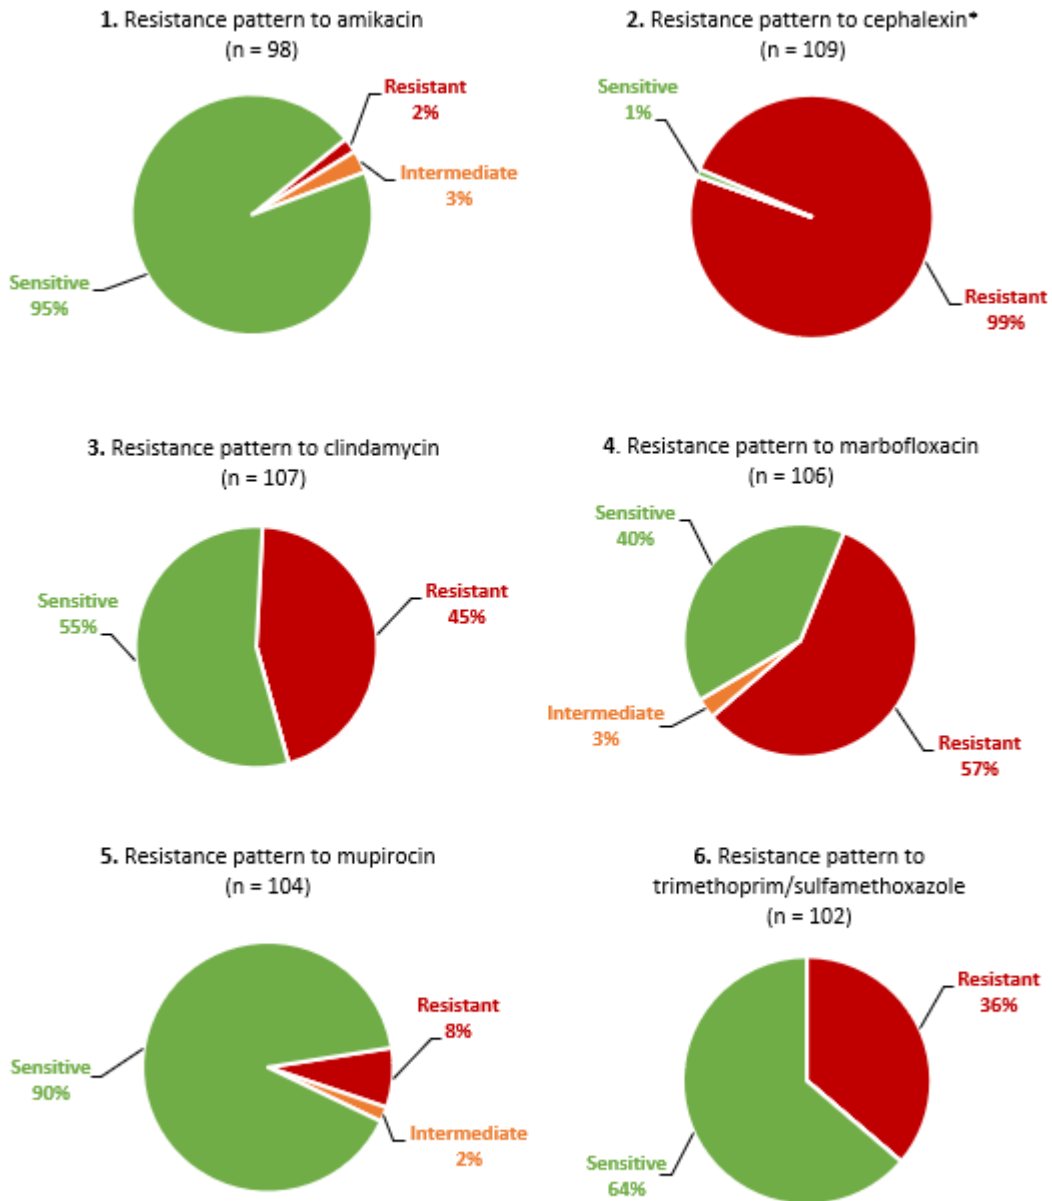 1. Resistance pattern to amikacin
(n = 98)
Resistant
2%
Intermediate
3%
Sensitive
95%
2. Resistance pattern to cephalexin*
(n = 109)
Sensitive
1%
Resistant
99%
3. Resistance pattern to clindamycin
(n = 107)
Sensitive
55%
Resistant
45%
4. Resistance pattern to marbofloxacin
(n = 106)
Sensitive
40%
Intermediate
3%
Resistant
57%
5. Resistance pattern to mupirocin
(n = 104)
Resistant
8%
Sensitive
90%
Intermediate
2%
6. Resistance pattern to
trimethoprim/sulfamethoxazole
(n = 102)
Resistant
36%
Sensitive
64%